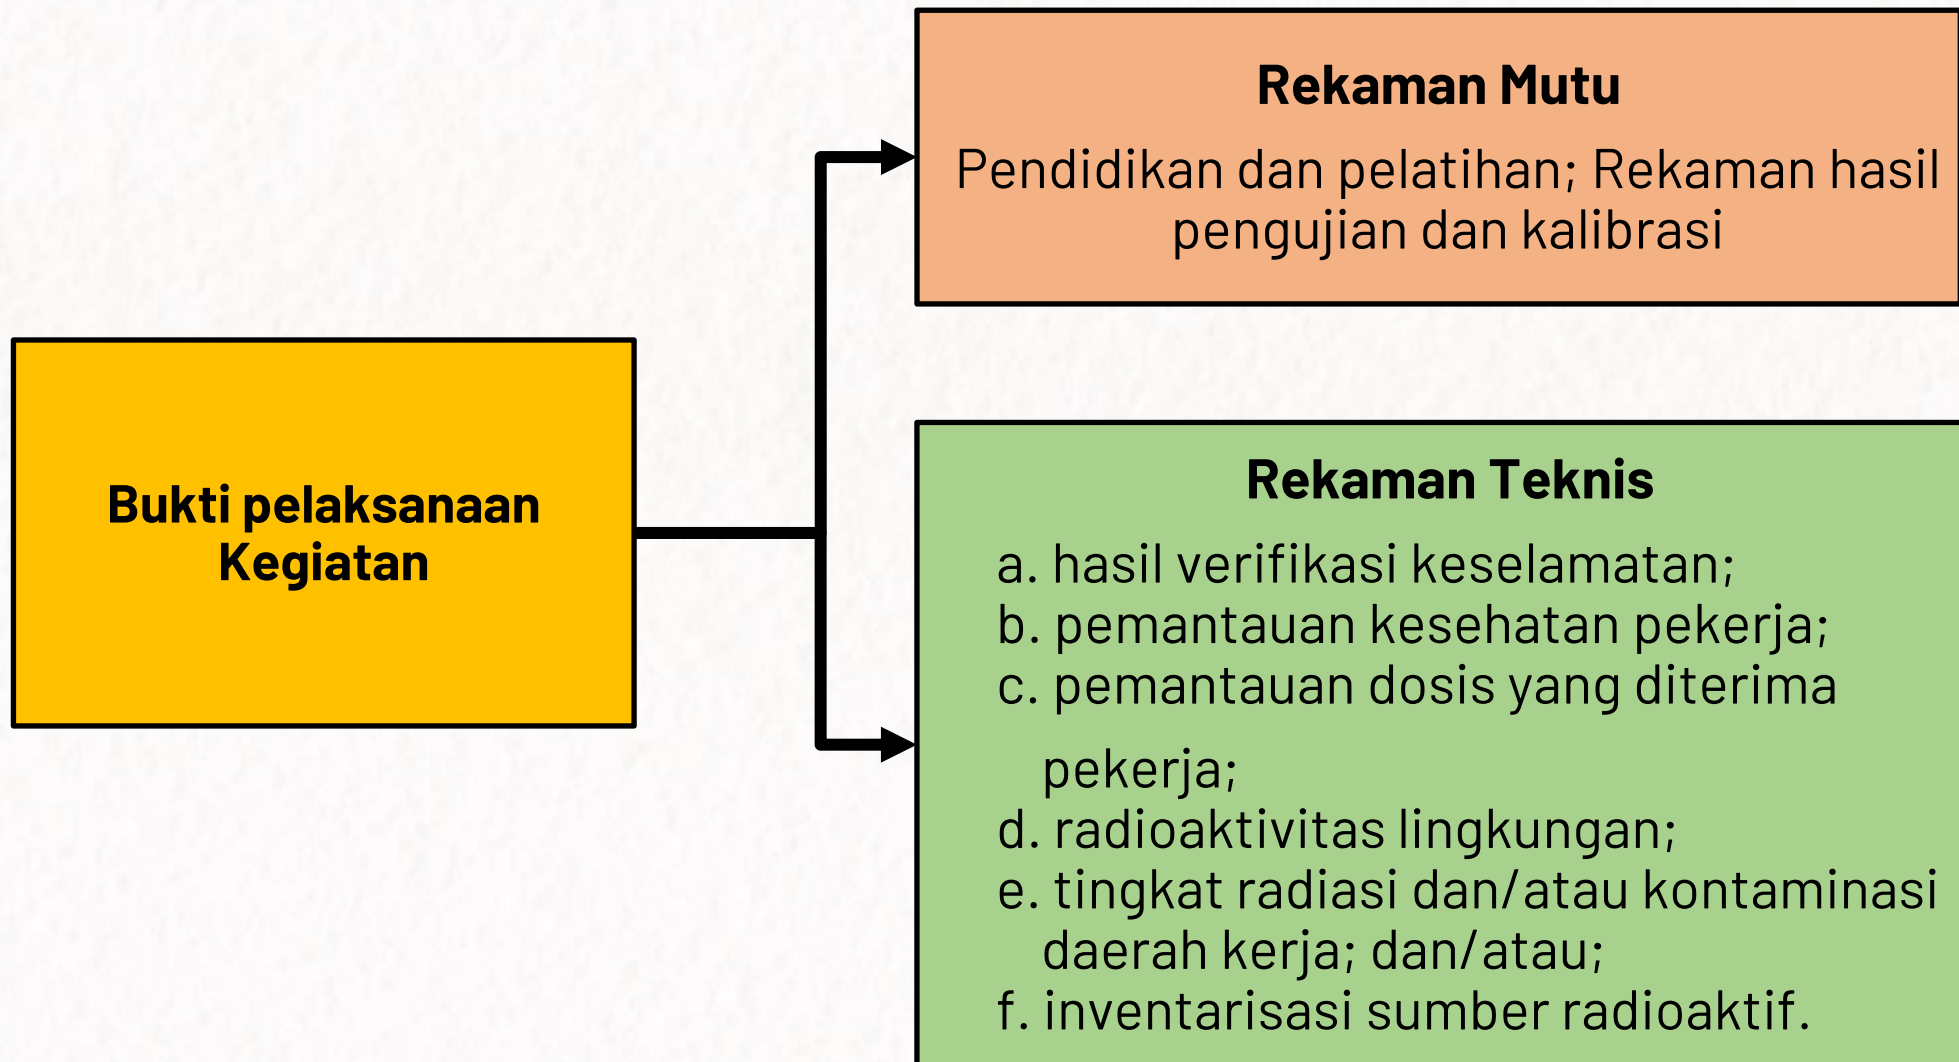 Rekaman Mutu
Pendidikan dan pelatihan; Rekaman hasil
pengujian dan kalibrasi
Bukti pelaksanaan
Kegiatan
Rekaman Teknis
a. hasil verifikasi keselamatan;
b. pemantauan kesehatan pekerja;
c. pemantauan dosis yang diterima
pekerja;
d. radioaktivitas lingkungan;
e. tingkat radiasi dan/atau kontaminasi
daerah kerja; dan/atau;
f. inventarisasi sumber radioaktif.